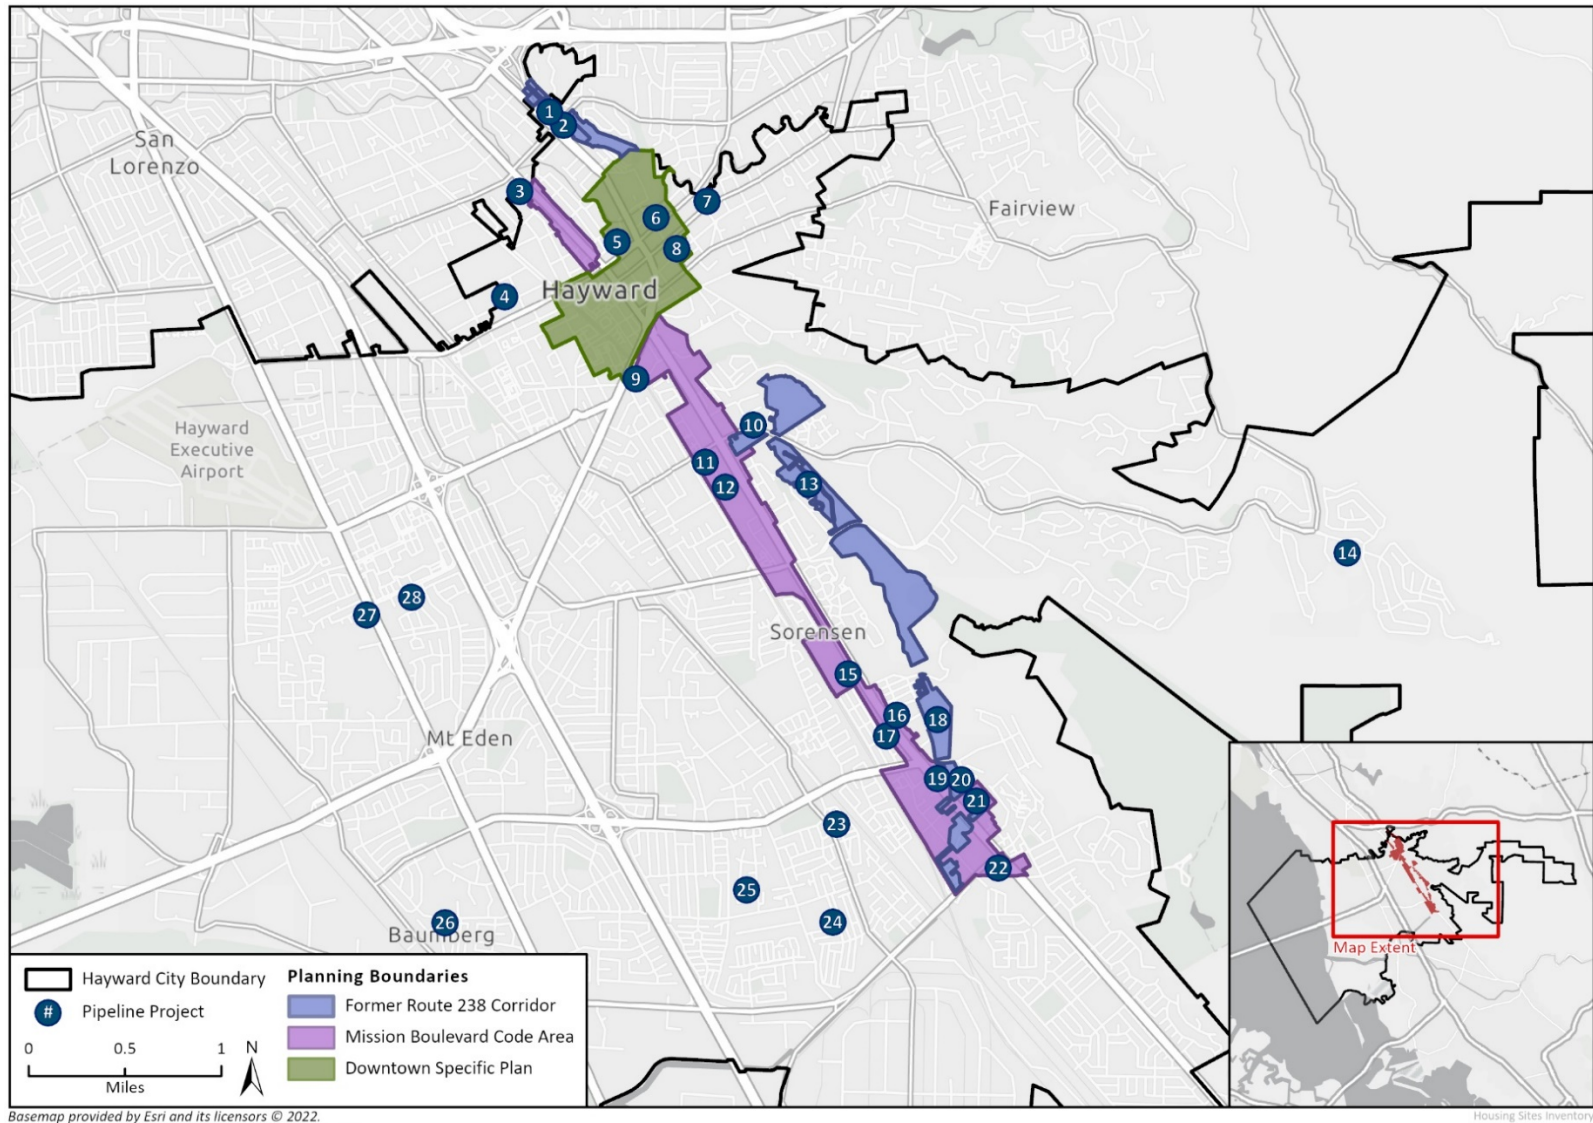 1
2
San
Lorenzo
3
7
6
Fairview
5
8
Hayward
4
9
Hayward
Executive
Airport
10
11
12
13
14
28
27
Sorensen
15
16
18
17
Mt Eden
19
20
21
23
22
25
24
26
Baumberg
Map Extent
Hayward City Boundary
# Pipeline Project
0 0.5 1
Miles
N
Planning Boundaries
Former Route 238 Corridor
Mission Boulevard Code Area
Downtown Specific Plan
Basemap provided by Esri and its licensors © 2022.
Housing Sites Inventory